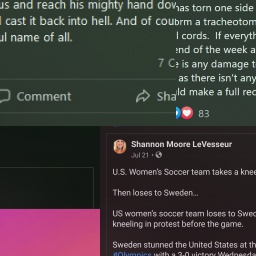 us and reach his mighty hand dow
l cast it back into hell. And of cou
ul name of all.
7 C
Comment
Sha
has torn one side
orm a tracheotom
l cords. If everyth
end of the week a
e is any damage t
as there isn't any
ld make a full rec
83
Shannon Moore LeVesseur
Jul 21 ·
U.S. Women's Soccer team takes a knee
Then loses to Sweden...
US women's soccer team loses to Swed
kneeling in protest before the game.
Sweden stunned the United States at th
#Olympics with a 3-0 victory Wednesda